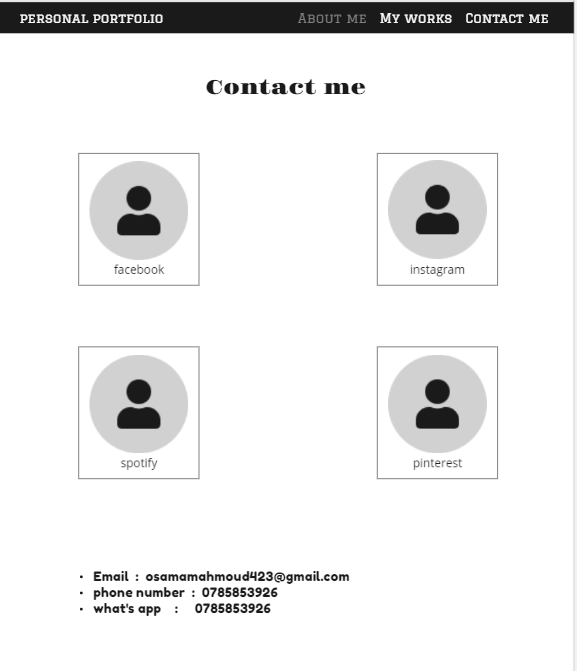 PERSONAL PORTFOLIO About me My works Contact me
Contact me
facebook instagram
spotify pinterest
• Email : osamamahmoud423@gmail.com
• phone number : 0785853926
• what's app : 0785853926